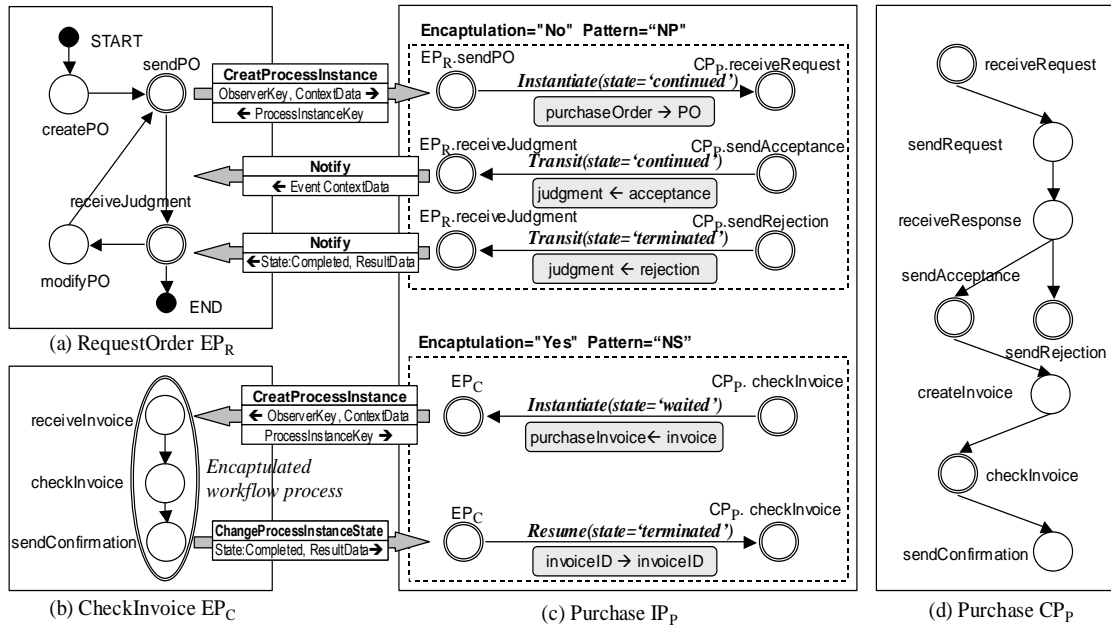 START
sendPO
createPO
receiveJudgment
modifyPO
END
(a) RequestOrder EP_R
CreatProcessInstance
ObserverKey, ContextData →
← ProcessInstanceKey
Notify
← Event ContextData
Notify
←State:Completed, ResultData
Encaptulation="No" Pattern=“NP"
EP_R.sendPO
CP_P.receiveRequest
Instantiate(state=‘continued’)
purchaseOrder → PO
EP_R.receiveJudgment
CP_P.sendAcceptance
Transit(state=‘continued’)
judgment ← acceptance
EP_R.receiveJudgment
CP_P.sendRejection
Transit(state=‘terminated’)
judgment ← rejection
receiveInvoice
checkInvoice
sendConfirmation
Encaptulated
workflow process
(b) CheckInvoice EP_C
CreatProcessInstance
← ObserverKey, ContextData
ProcessInstanceKey →
ChangeProcessInstanceState
State:Completed, ResultData→
Encaptulation="Yes" Pattern=“NS”
EP_C
CP_P. checkInvoice
Instantiate(state=‘waited’)
purchaseInvoice← invoice
EP_C
CP_P. checkInvoice
Resume(state=‘terminated’)
invoiceID → invoiceID
(c) Purchase IP_P
receiveRequest
sendRequest
receiveResponse
sendAcceptance
sendRejection
createInvoice
checkInvoice
sendConfirmation
(d) Purchase CP_P